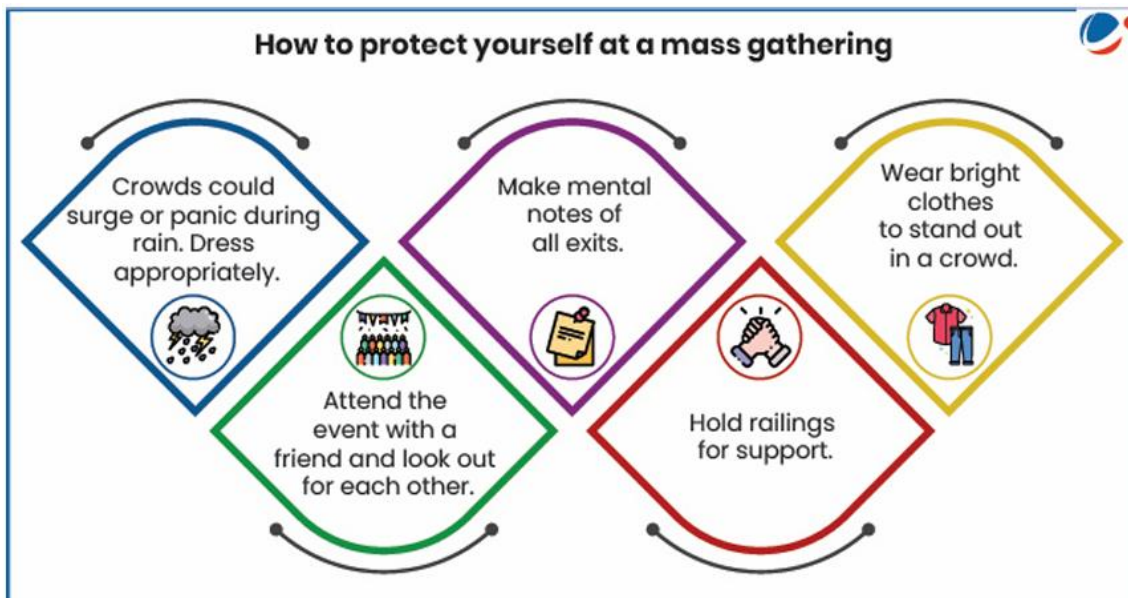 How to protect yourself at a mass gathering
Crowds could
surge or panic during
rain. Dress
appropriately.
Attend the
event with a
friend and look out
for each other.
Make mental
notes of
all exits.
Hold railings
for support.
Wear bright
clothes
to stand out
in a crowd.